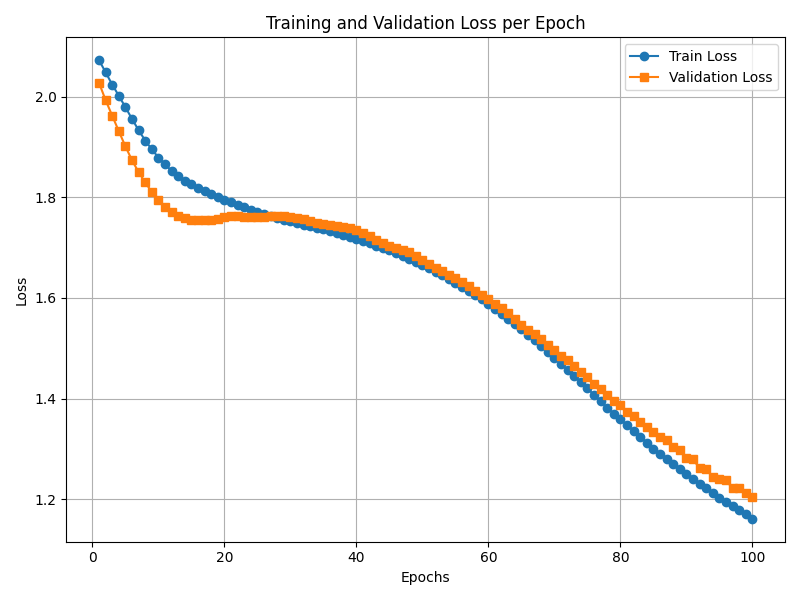 Training and Validation Loss per Epoch
Train Loss
Validation Loss
2.0
1.8
1.6
1.4
1.2
Loss
0 20 40 60 80 100
Epochs